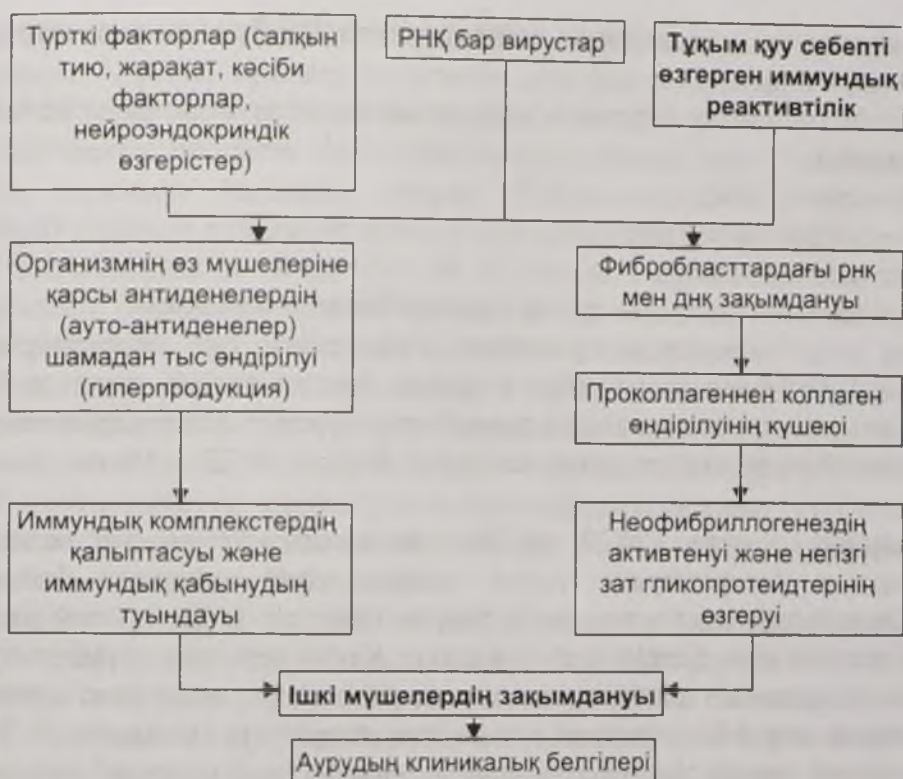 Түрткі факторлар (салқын
тию, жарақат, кәсіби
факторлар,
нейроэндокриндік
өзгерістер)
РНҚ бар вирустар
Тұқым қуу себепті
өзгерген иммундық
реактивтілік
Организмнің өз мүшелеріне
қарсы антиденелердің
(ауто-антиденелер)
шамадан тыс өндірілуі
(гиперпродукция)
Фибробласттардағы рнк
мен днк зақымдануы
Проколлагеннен коллаген
өндірілуінің күшеюі
Иммундық комплекстердің
қалыптасуы және
иммундық қабынудың
туындауы
Неофибриллогенездің
активтенуі және негізгі
зат гликопротеидтерінің
өзгеруі
Ішкі мүшелердің зақымдануы
Аурудың клиникалық белгілері